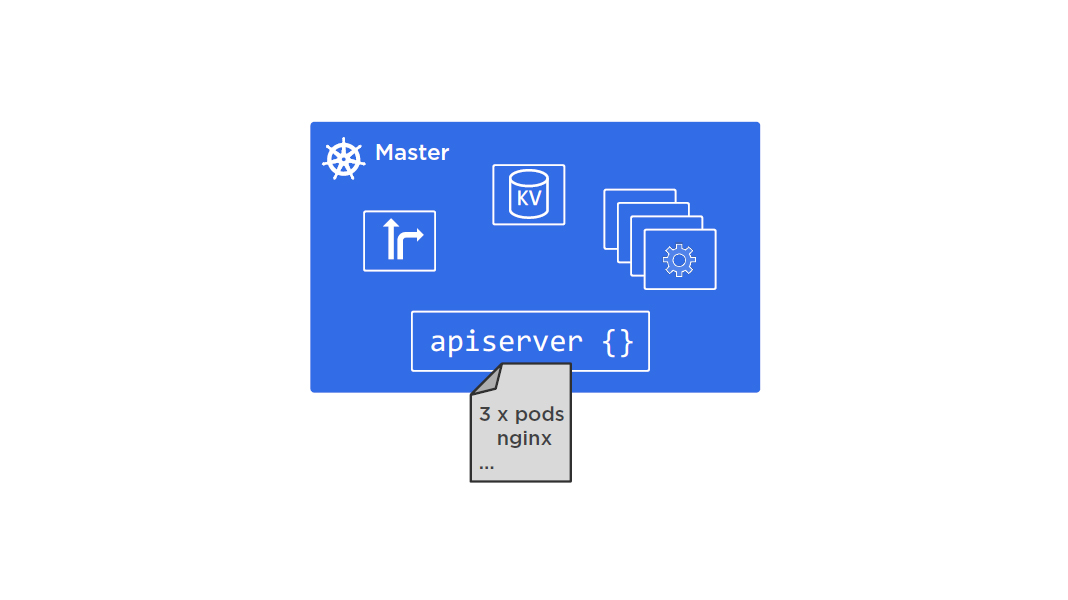 Master
KV
apiserver {}
3 x pods
nginx
...